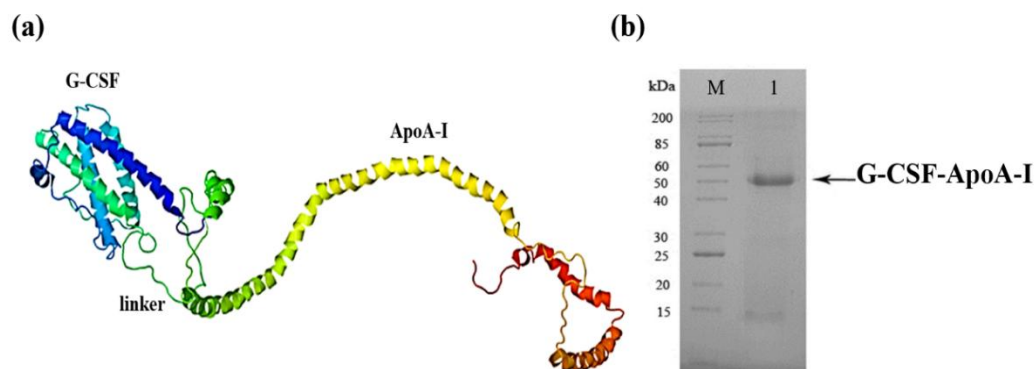 (a)
G-CSF
ApoA-I
linker
(b)
kDa M 1
200
85
60
50
40
30
25
20
15
G-CSF-ApoA-I